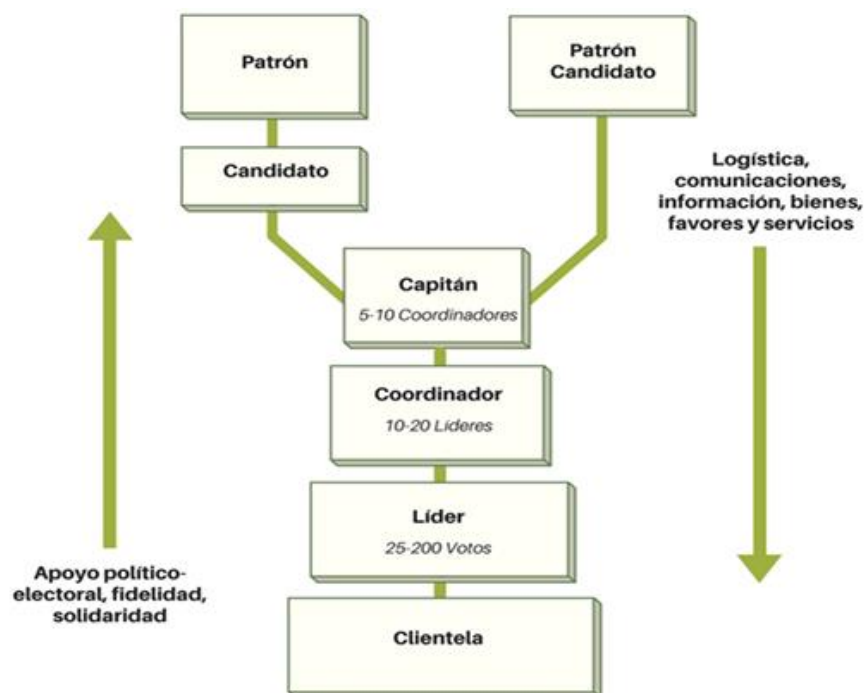 Patrón
Patrón
Candidato
Candidato
Logística,
comunicaciones,
información, bienes,
favores y servicios
Capitán
5-10 Coordinadores
Coordinador
10-20 Líderes
Líder
25-200 Votos
Apoyo político-
electoral, fidelidad,
solidaridad
Clientela